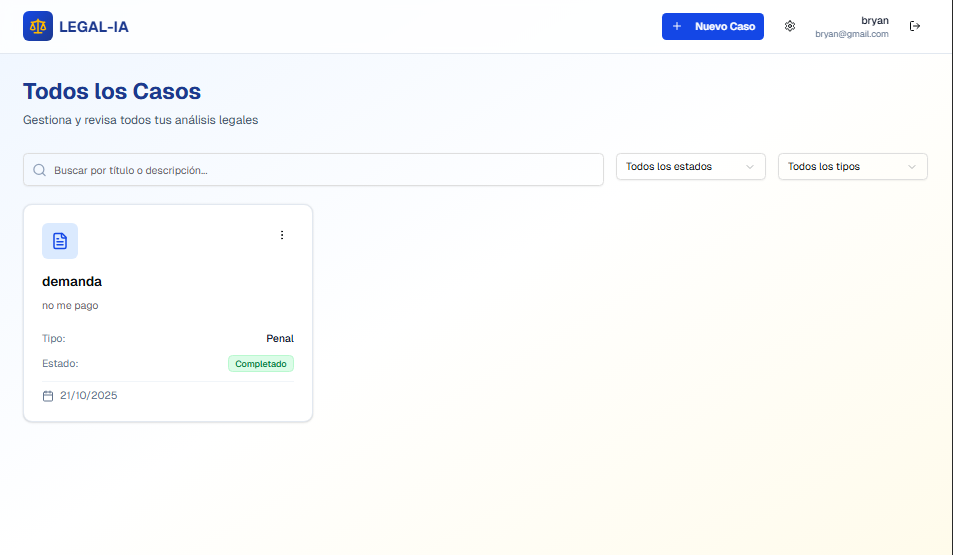 LEGAL-IA
+ Nuevo Caso
bryan
bryan@gmail.com
Todos los Casos
Gestiona y revisa todos tus análisis legales
Buscar por título o descripción...
Todos los estados
Todos los tipos
demanda
no me pago
Tipo: Penal
Estado: Completado
21/10/2025